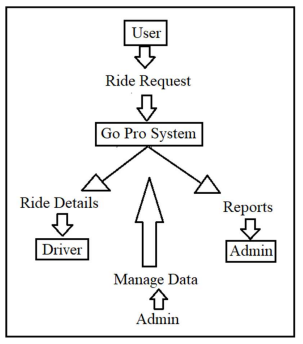 User
Ride Request
Go Pro System
Ride Details
Reports
Driver
Admin
Manage Data
Admin